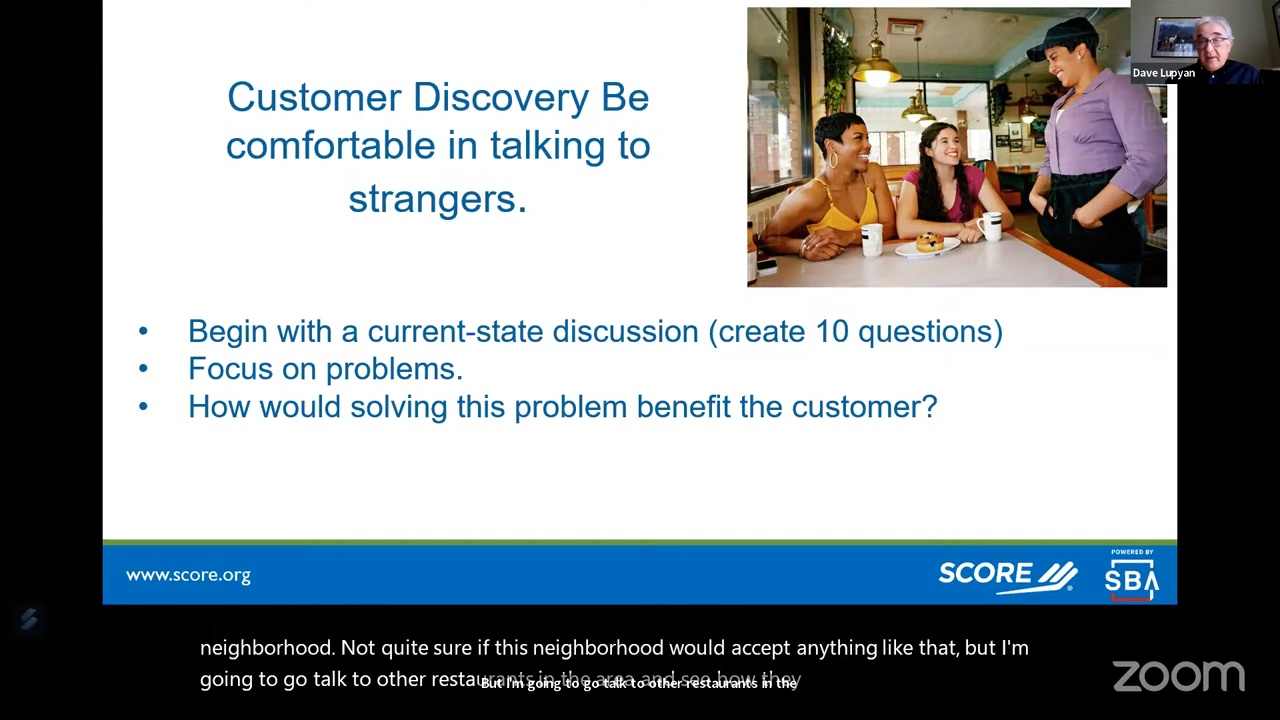 Customer Discovery Be
comfortable in talking to
strangers.
Dave Lupyan
• Begin with a current-state discussion (create 10 questions)
• Focus on problems.
• How would solving this problem benefit the customer?
www.score.org
SCORE
®
POWERED BY
SBA
neighborhood. Not quite sure if this neighborhood would accept anything like that, but I'm
going to go talk to other restaurants in the area and see how they
But I'm going to go talk to other restaurants in the
zoom